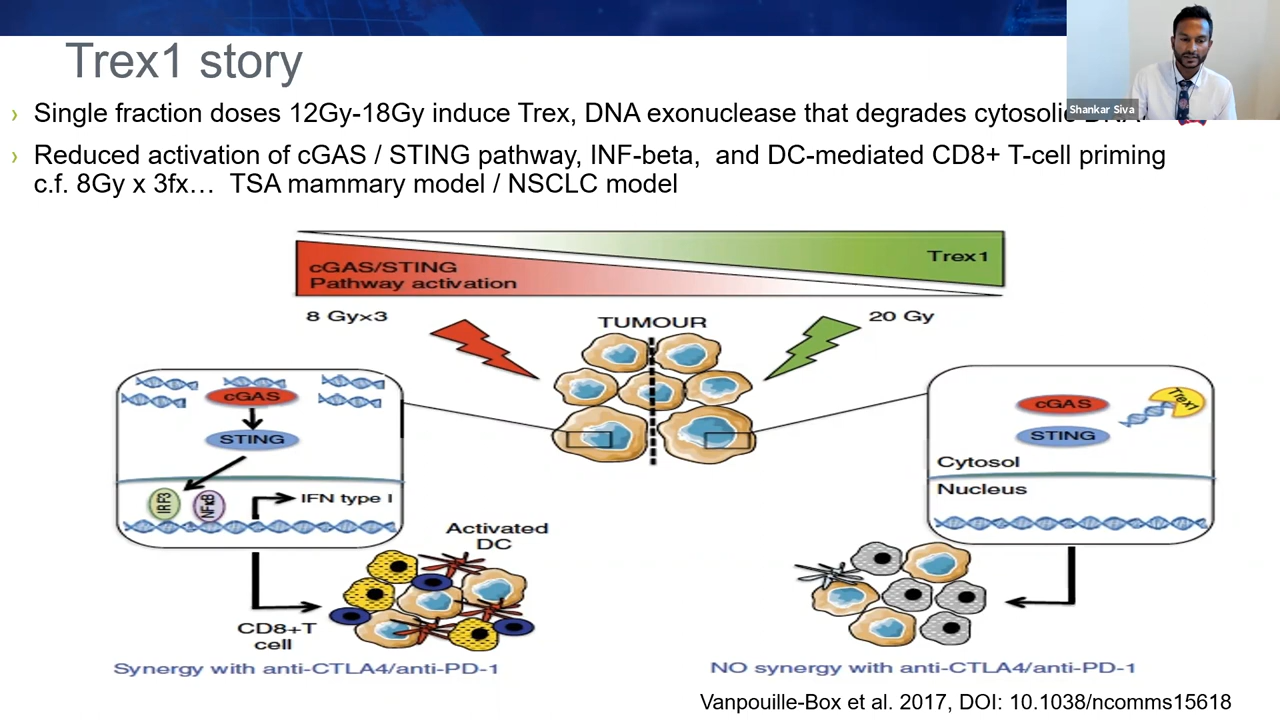 Trex1 story
Shankar Siva
› Single fraction doses 12Gy-18Gy induce Trex, DNA exonuclease that degrades cytosolic DNA
› Reduced activation of cGAS / STING pathway, INF-beta, and DC-mediated CD8+ T-cell priming
c.f. 8Gy x 3fx… TSA mammary model / NSCLC model
Trex1
cGAS/STING
Pathway activation
8 Gyx3
TUMOUR
20 Gy
cGAS
STING
IRF3
NFκB
IFN type I
cGAS
Trex1
STING
Cytosol
Nucleus
Activated
DC
CD8+T
cell
Synergy with anti-CTLA4/anti-PD-1
NO synergy with anti-CTLA4/anti-PD-1
Vanpouille-Box et al. 2017, DOI: 10.1038/ncomms15618